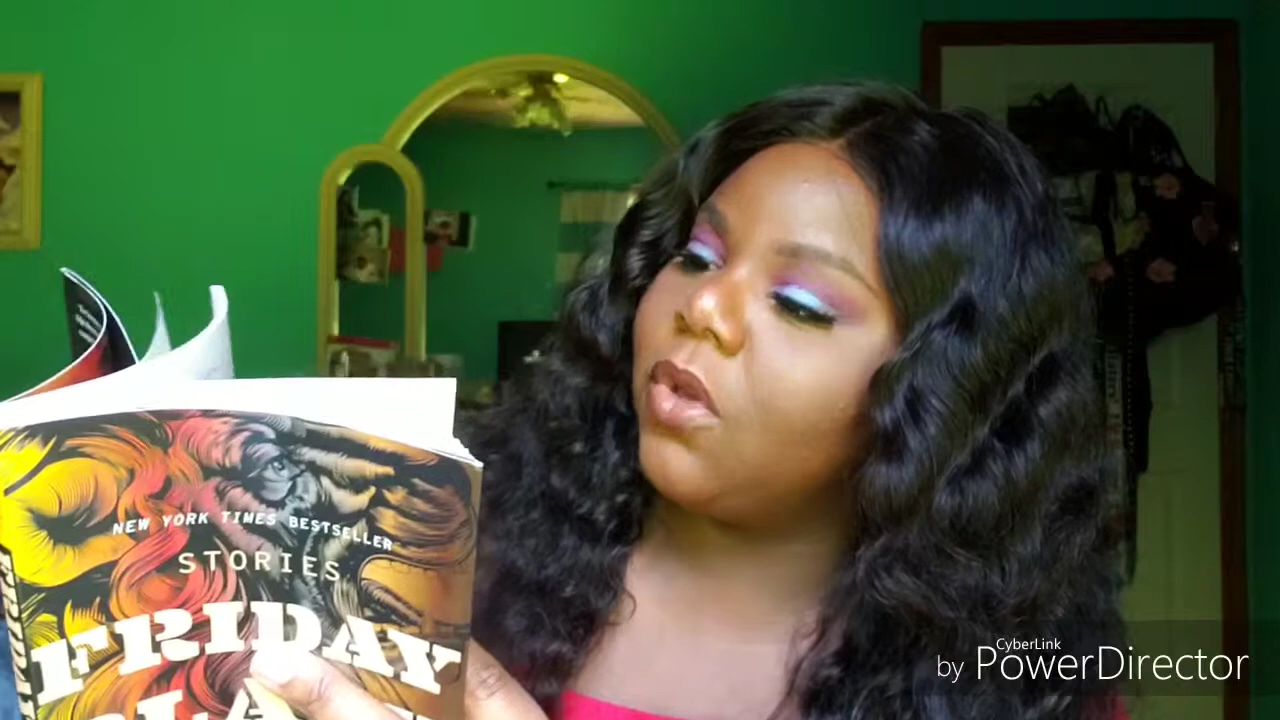 NEW YORK TIMES BESTSELLER
STORIES
FRIDAY
CyberLink
by PowerDirector